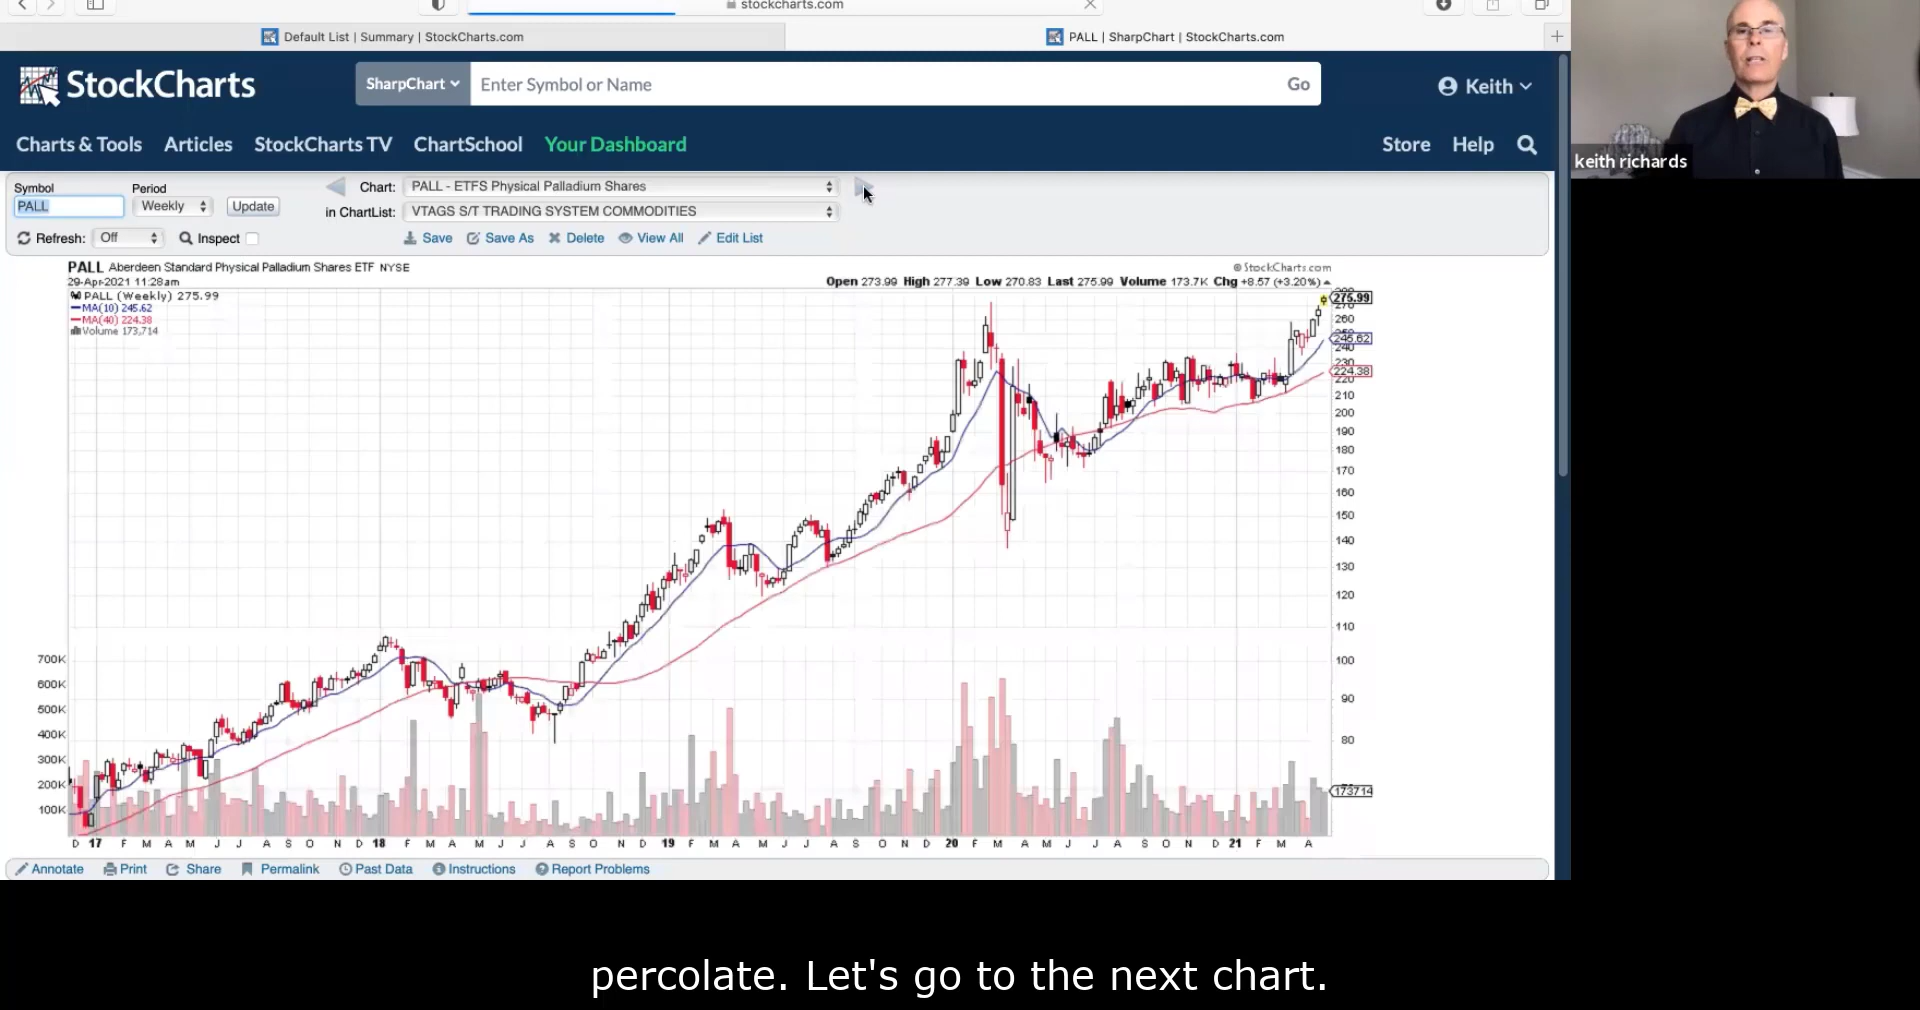 stockcharts.com
Default List | Summary | StockCharts.com
PALL | SharpChart | StockCharts.com
StockCharts
SharpChart
Enter Symbol or Name
Go
Keith
Charts & Tools Articles StockCharts TV ChartSchool Your Dashboard
Store Help
keith richards
Symbol Period
Chart: PALL - ETFS Physical Palladium Shares
PALL Weekly Update
in ChartList: VTAGS S/T TRADING SYSTEM COMMODITIES
Refresh: Off Inspect
Save Save As Delete View All Edit List
PALL Aberdeen Standard Physical Palladium Shares ETF NYSE
© StockCharts.com
29-Apr-2021 11:28am
Open 273.99 High 277.39 Low 270.83 Last 275.99 Volume 173.7K Chg +8.57 (+3.20%)
PALL (Weekly) 275.99
MA(10) 245.62
MA(40) 224.38
Volume 173,714
275.99
260
245.62
240
230
224.38
220
210
200
190
180
170
160
150
140
130
120
110
100
90
80
173714
700K
600K
500K
400K
300K
200K
100K
D 17 F M A M J J A S O N D 18 F M A M J J A S O N D 19 F M A M J J A S O N D 20 F M A M J J A S O N D 21 F M A
Annotate Print Share Permalink Past Data Instructions Report Problems
percolate. Let's go to the next chart.